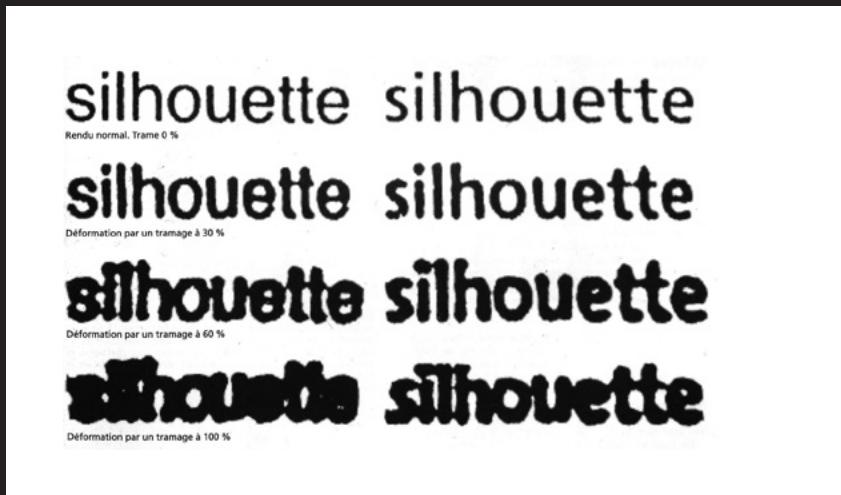 silhouette silhouette
Rendu normal. Trame 0 %
silhouette silhouette
Déformation par un tramage à 30 %
silhouette silhouette
Déformation par un tramage à 60 %
silhouette silhouette
Déformation par un tramage à 100 %